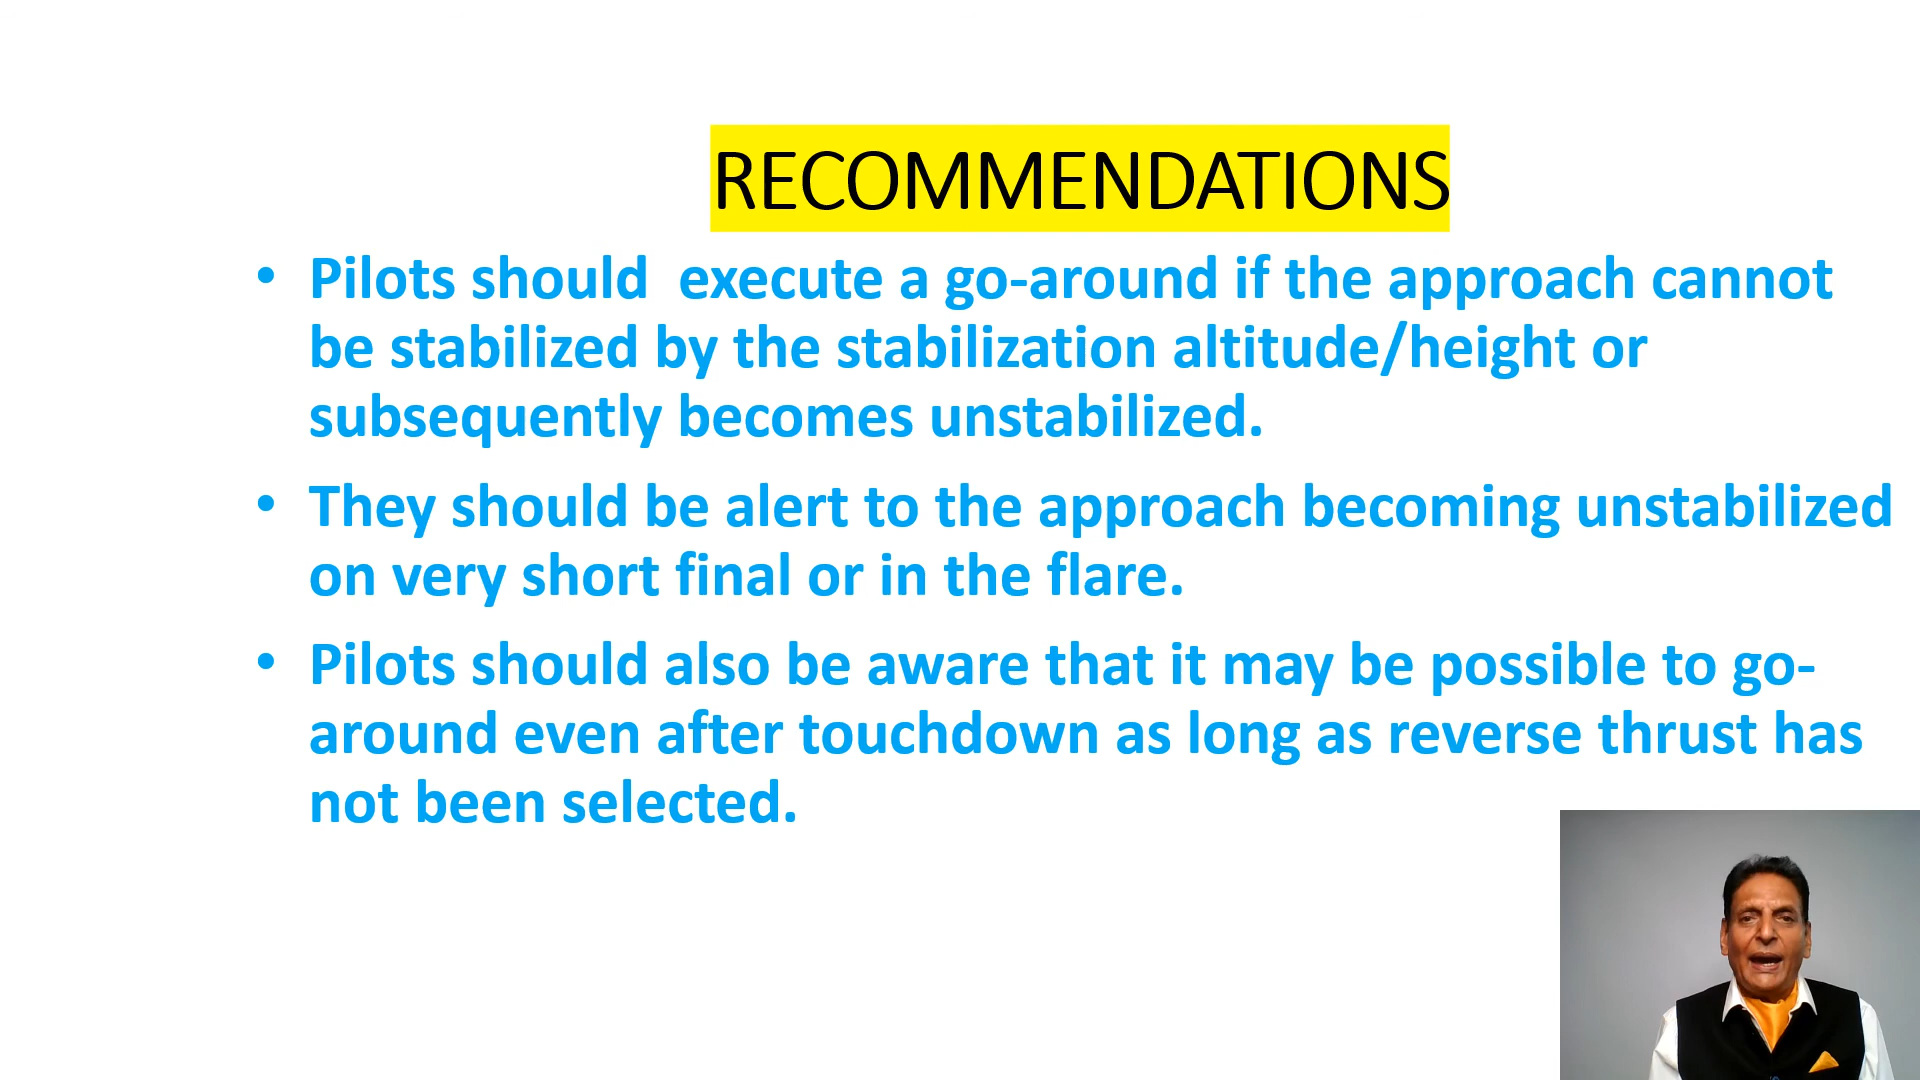 RECOMMENDATIONS
• Pilots should  execute a go-around if the approach cannot
be stabilized by the stabilization altitude/height or
subsequently becomes unstabilized.
• They should be alert to the approach becoming unstabilized
on very short final or in the flare.
• Pilots should also be aware that it may be possible to go-
around even after touchdown as long as reverse thrust has
not been selected.